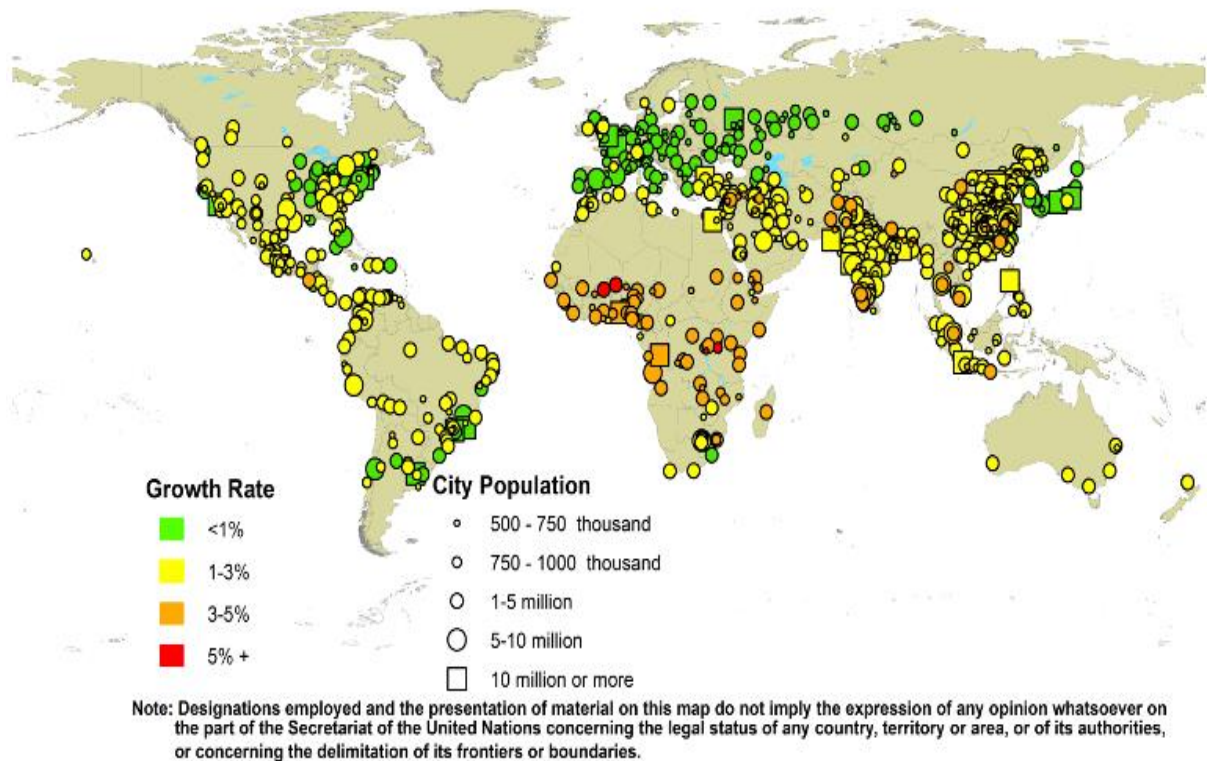 Growth Rate
<1%
1-3%
3-5%
5% +
City Population
500 - 750 thousand
750 - 1000 thousand
1-5 million
5-10 million
10 million or more
Note: Designations employed and the presentation of material on this map do not imply the expression of any opinion whatsoever on
the part of the Secretariat of the United Nations concerning the legal status of any country, territory or area, or of its authorities,
or concerning the delimitation of its frontiers or boundaries.